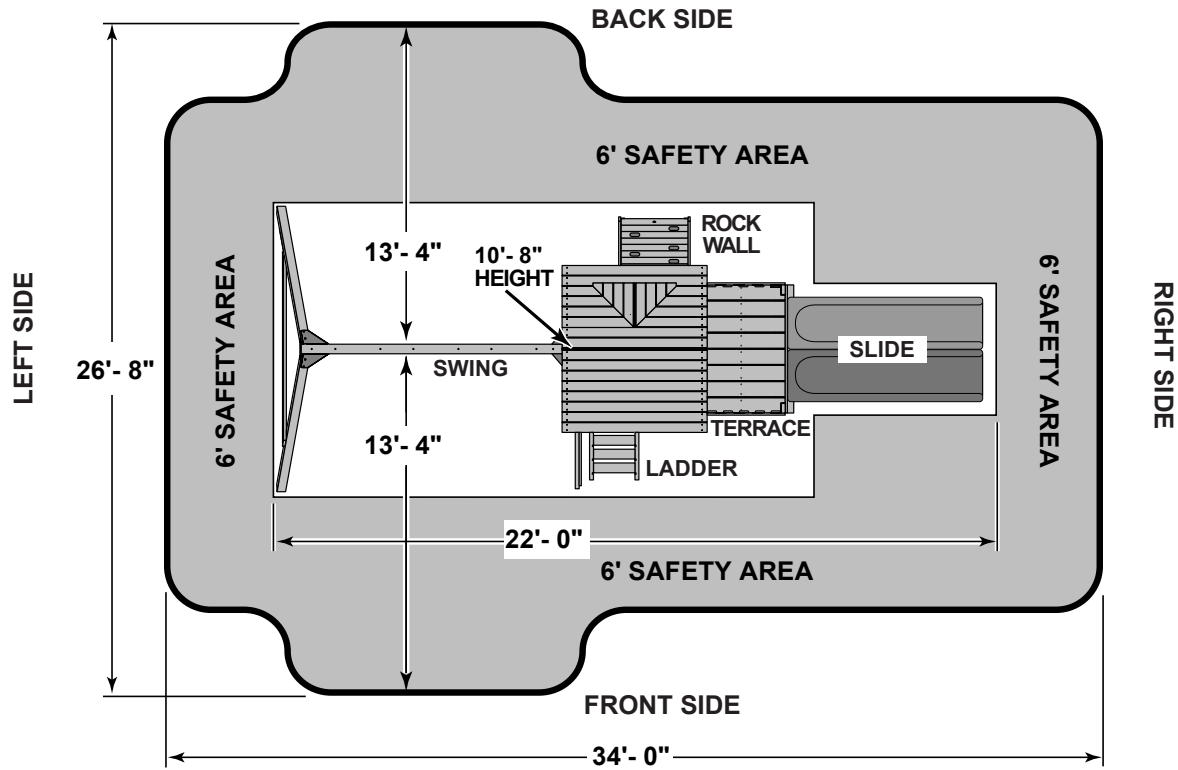 BACK SIDE
6' SAFETY AREA
ROCK
WALL
13'- 4"
10'- 8"
HEIGHT
LEFT SIDE
26'- 8"
6' SAFETY AREA
SWING
SLIDE
6' SAFETY AREA
RIGHT SIDE
13'- 4"
TERRACE
LADDER
22'- 0"
6' SAFETY AREA
FRONT SIDE
34'- 0"